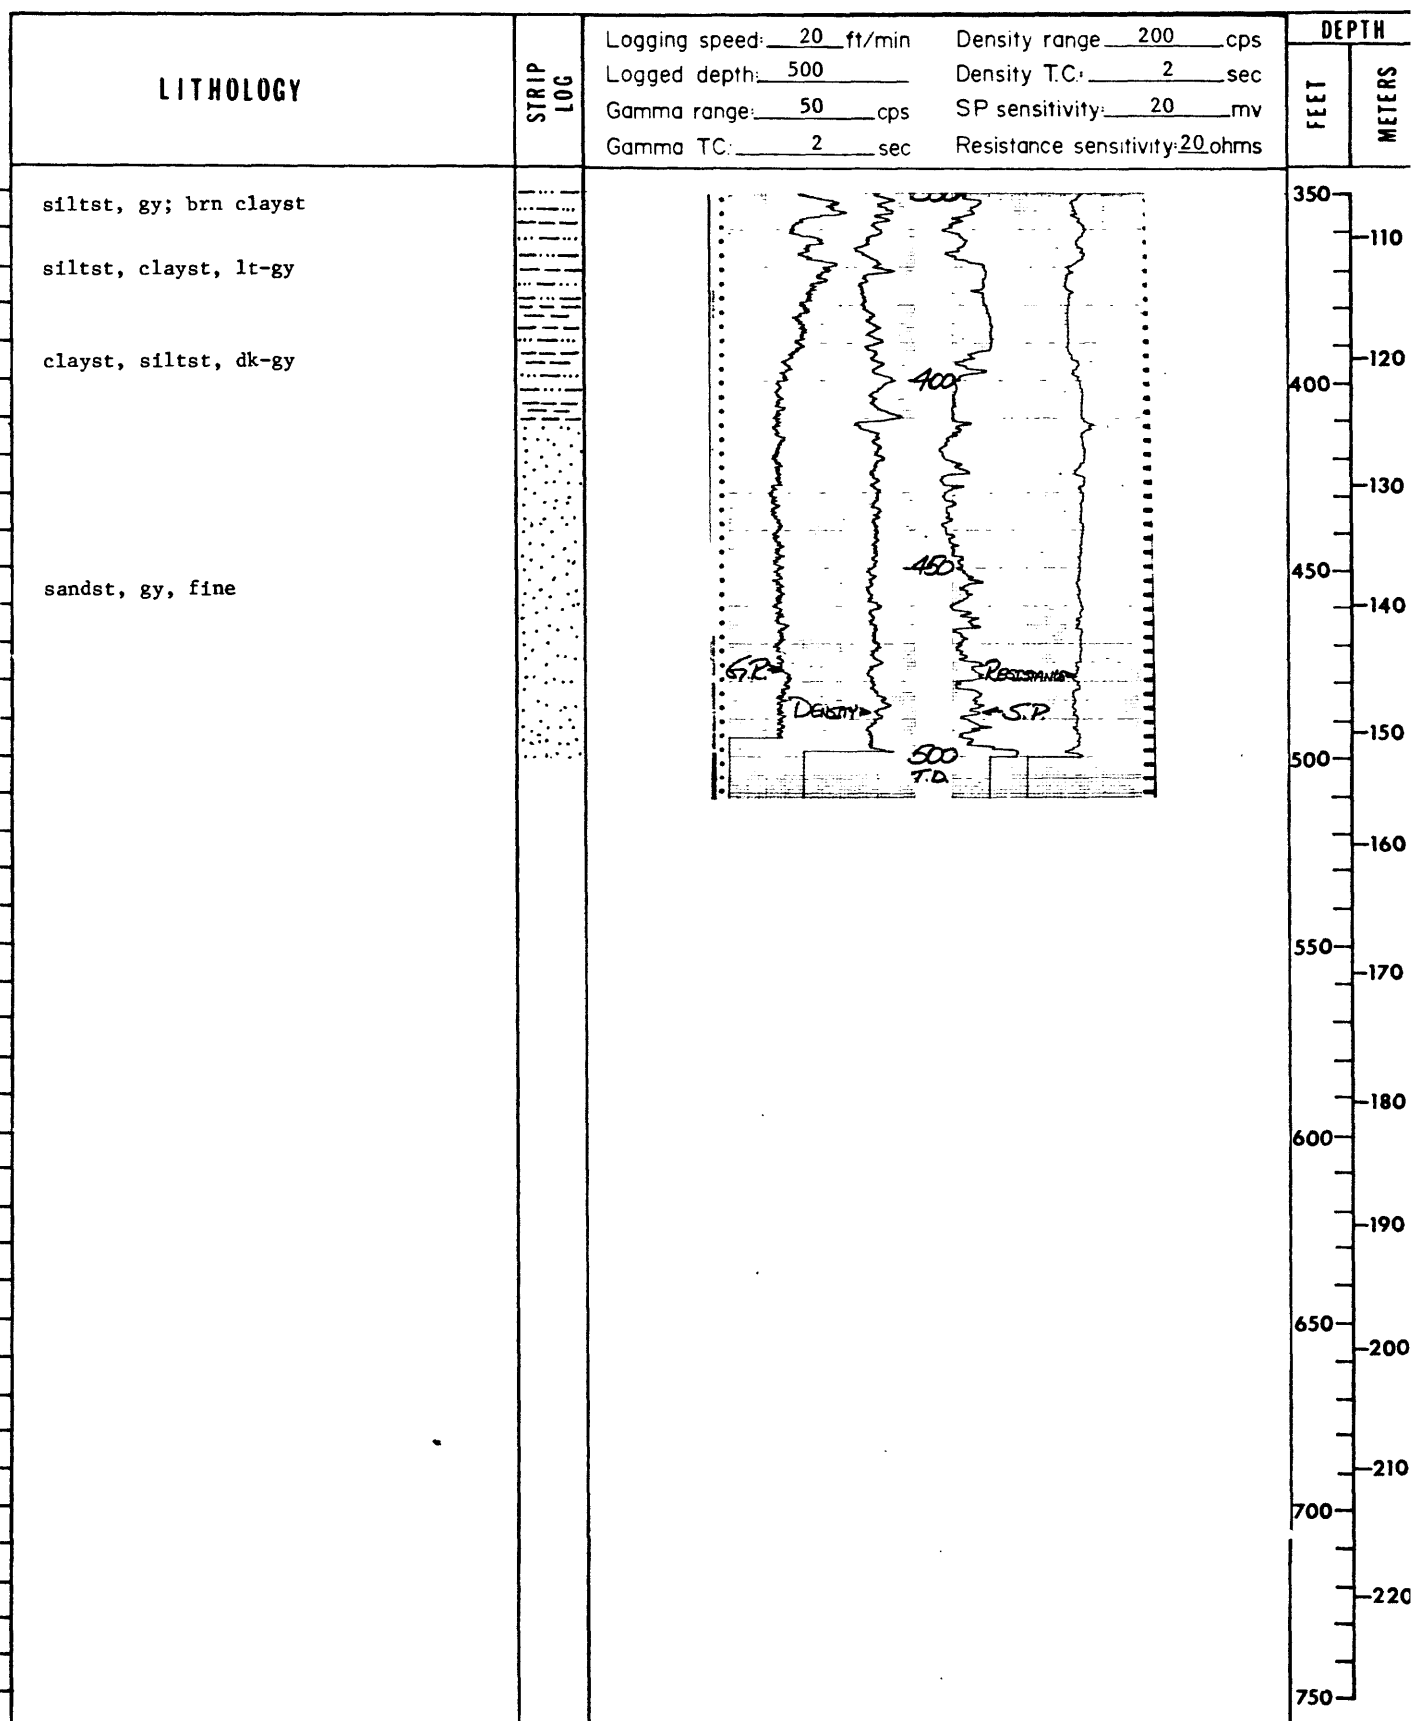 LITHOLOGY
STRIP LOG
Logging speed: 20 ft/min
Density range 200 cps
Logged depth: 500
Density T.C.: 2 sec
Gamma range: 50 cps
SP sensitivity: 20 mv
Gamma TC: 2 sec
Resistance sensitivity: 20 ohms
DEPTH
FEET
METERS
siltst, gy; brn clayst
siltst, clayst, lt-gy
clayst, siltst, dk-gy
sandst, gy, fine
400
450
G.R.
RESISTANCE
DENSITY
S.P.
500
T.D.
350
110
120
400
130
450
140
150
500
160
550
170
180
600
190
650
200
210
700
220
750